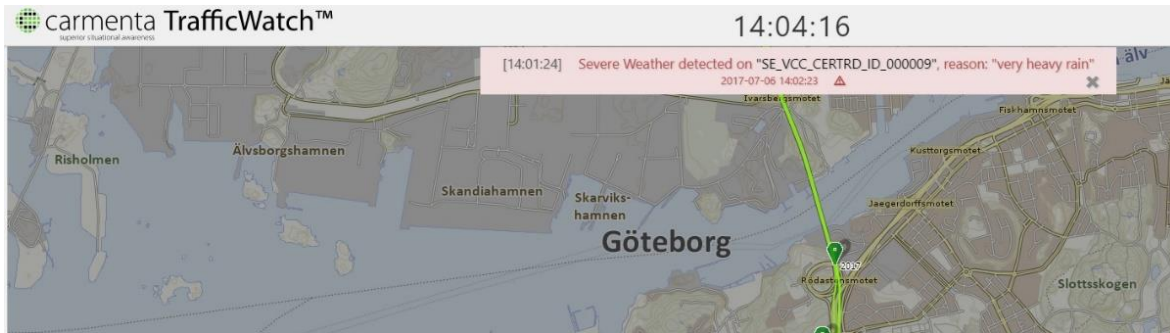 carmenta TrafficWatch™
superior situational awareness
14:04:16
[14:01:24] Severe Weather detected on "SE_VCC_CERTRD_ID_000009", reason: "very heavy rain"
2017-07-06 14:02:23
älv
Ivarsbergsmotet
Fiskhamnsmotet
Risholmen
Älvsborgshamnen
Kusttorgsmotet
Skandiahamnen
Skarviks-
hamnen
Jaegerdorffsmotet
Göteborg
2017
Rödastensmotet
Slottsskogen